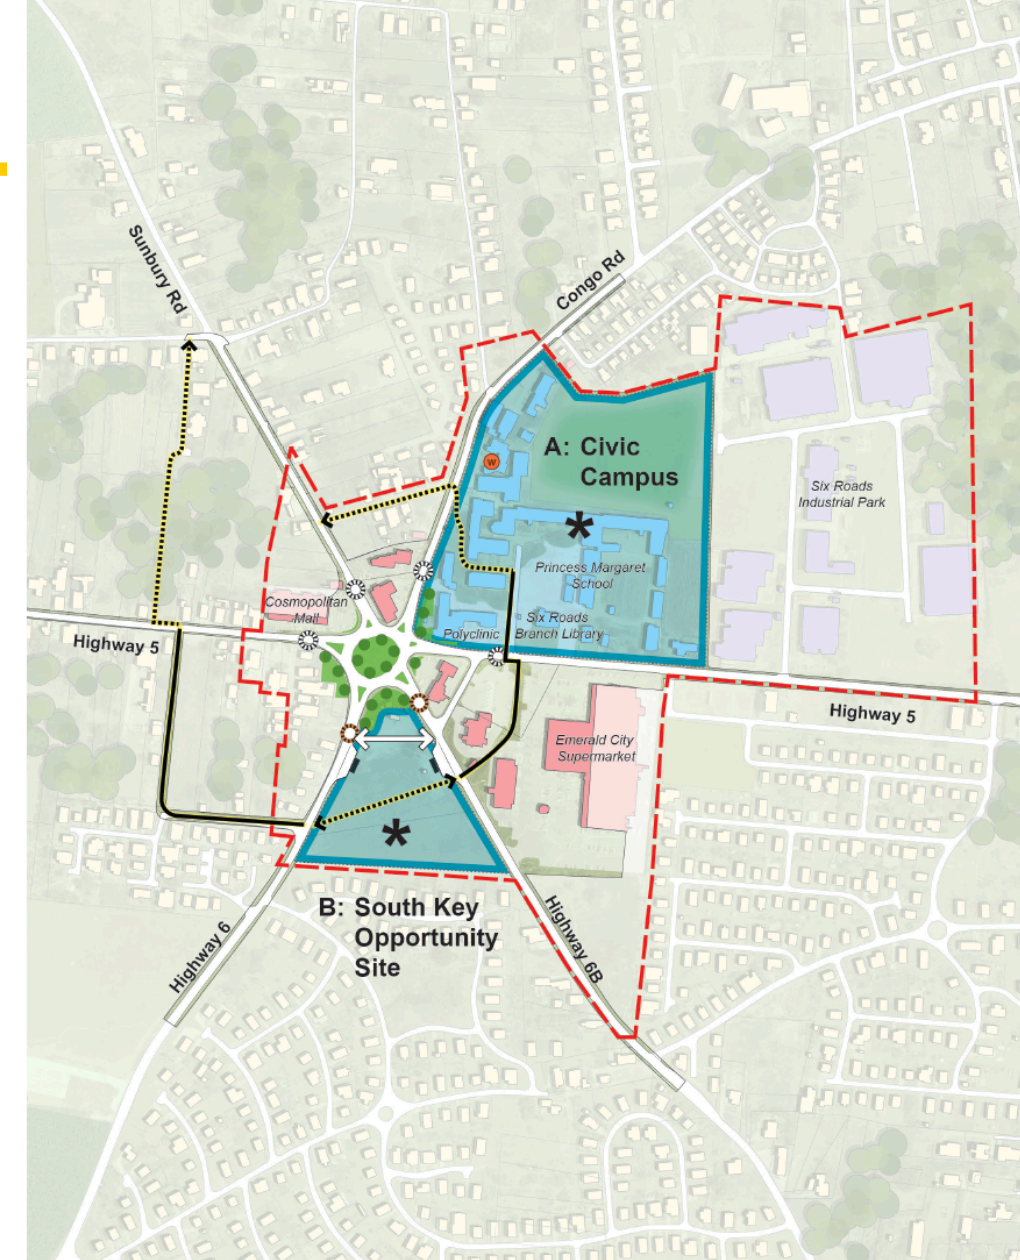 Sunbury Rd
Congo Rd
A: Civic
Campus
W
Six Roads
Industrial Park
*
Princess Margaret
School
Cosmopolitan
Mall
Six Roads
Branch Library
Polyclinic
Highway 5
Highway 5
Emerald City
Supermarket
*
B: South Key
Opportunity
Site
Highway 6
Highway 6B